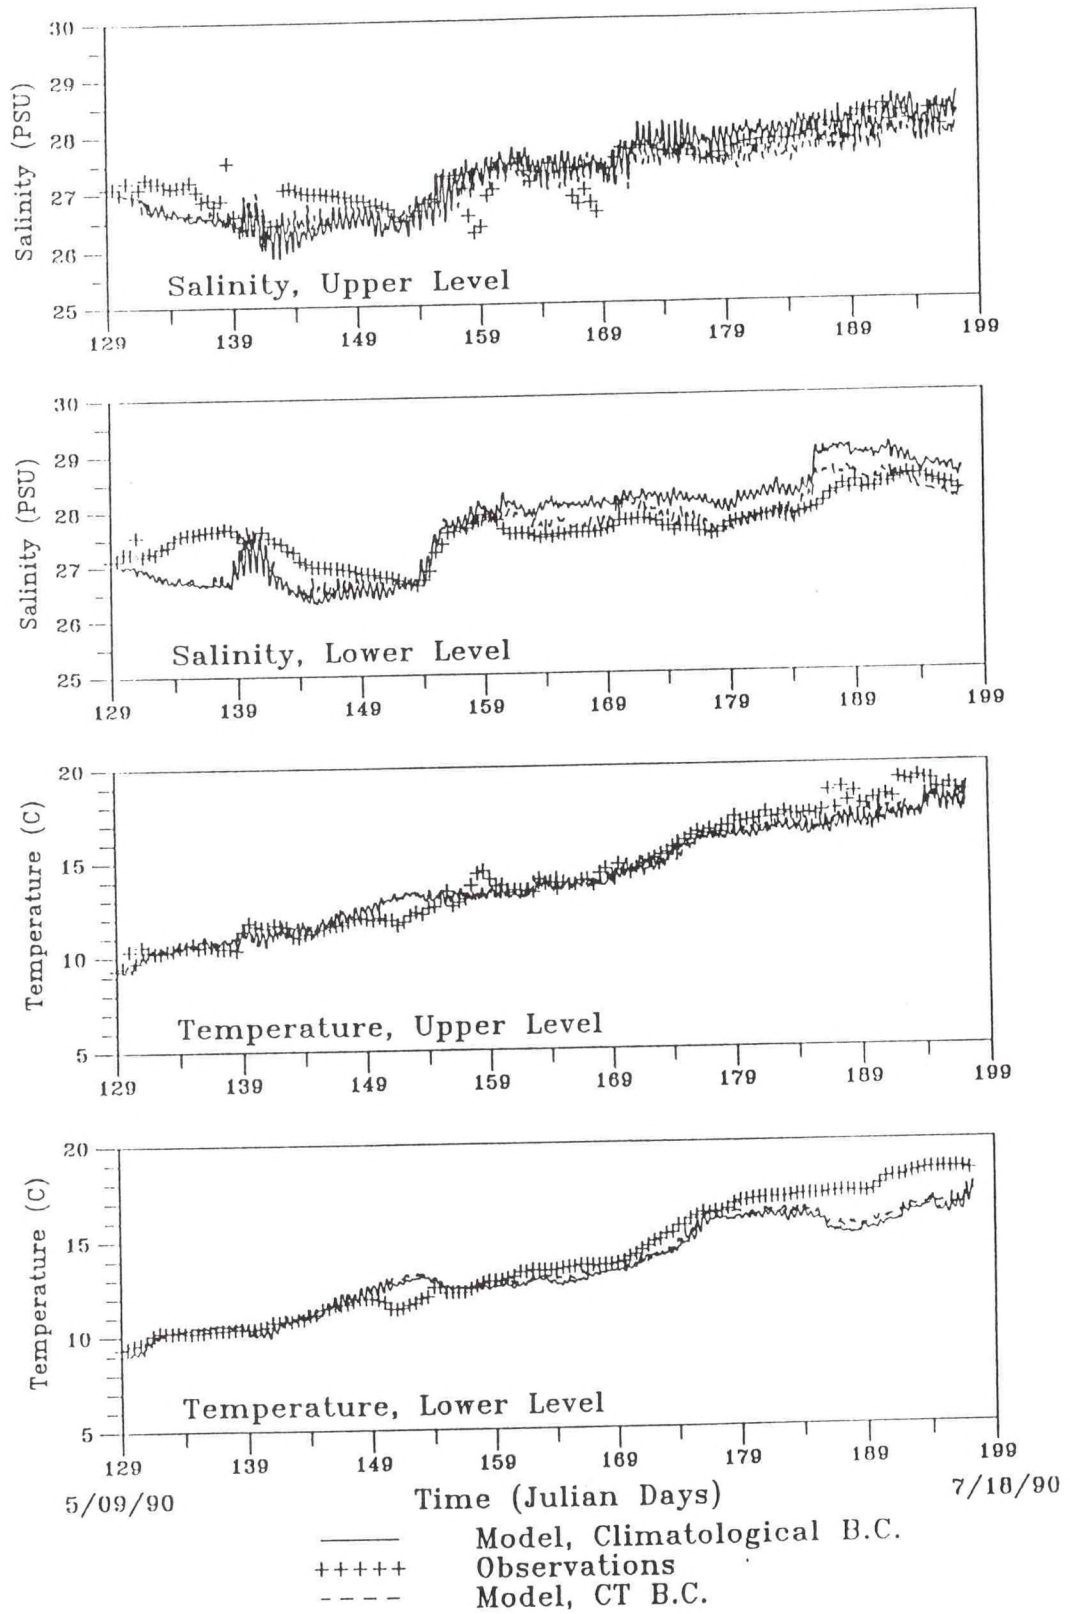 30
29
28
27
26
25
Salinity (PSU)
Salinity, Upper Level
129 139 149 159 169 179 189 199
30
29
28
27
26
25
Salinity (PSU)
Salinity, Lower Level
129 139 149 159 169 179 189 199
20
15
10
5
Temperature (C)
Temperature, Upper Level
129 139 149 159 169 179 189 199
20
15
10
5
Temperature (C)
Temperature, Lower Level
129 139 149 159 169 179 189 199
5/09/90 Time (Julian Days) 7/18/90
Model, Climatological B.C.
+++++ Observations
---- Model, CT B.C.